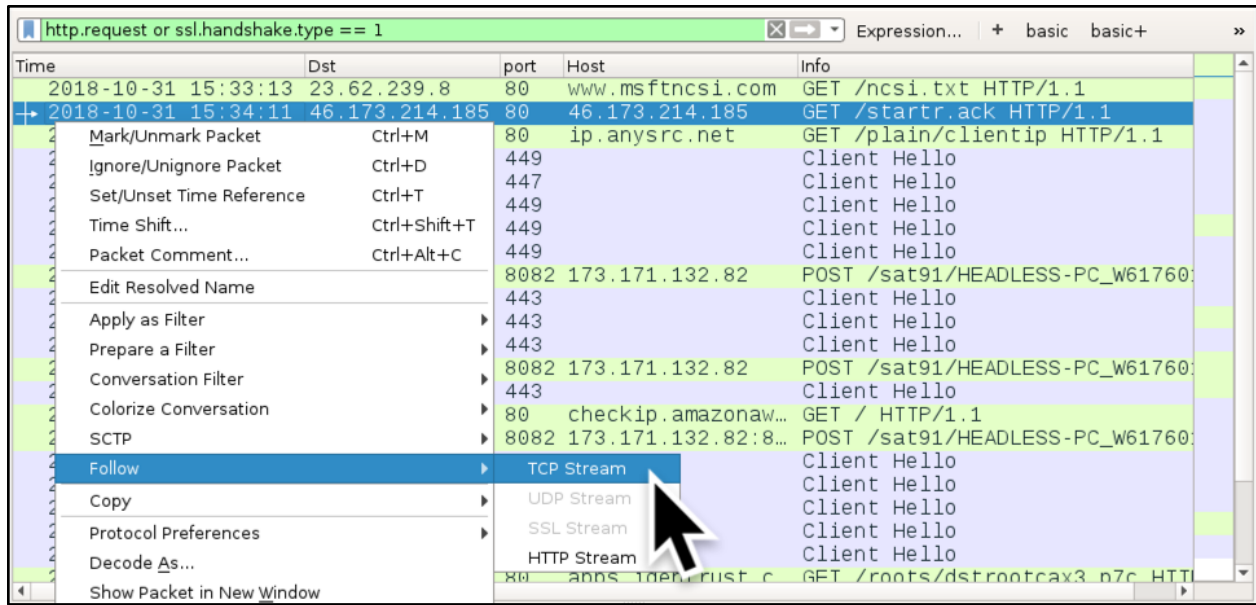 http.request or ssl.handshake.type == 1 Expression... + basic basic+ »
Time Dst port Host Info
2018-10-31 15:33:13 23.62.239.8 80 www.msftncsi.com GET /ncsi.txt HTTP/1.1
2018-10-31 15:34:11 46.173.214.185 80 46.173.214.185 GET /startr.ack HTTP/1.1
Mark/Unmark Packet Ctrl+M
80 ip.anysrc.net GET /plain/clientip HTTP/1.1
Ignore/Unignore Packet Ctrl+D
449 Client Hello
447 Client Hello
Set/Unset Time Reference Ctrl+T
449 Client Hello
Time Shift... Ctrl+Shift+T
449 Client Hello
Packet Comment... Ctrl+Alt+C
449 Client Hello
8082 173.171.132.82 POST /sat91/HEADLESS-PC_W61760
Edit Resolved Name
443 Client Hello
Apply as Filter
443 Client Hello
Prepare a Filter
443 Client Hello
8082 173.171.132.82 POST /sat91/HEADLESS-PC_W61760
Conversation Filter
443 Client Hello
Colorize Conversation
80 checkip.amazonaw… GET / HTTP/1.1
SCTP
8082 173.171.132.82:8… POST /sat91/HEADLESS-PC_W61760
Follow
TCP Stream
Client Hello
Client Hello
Copy
UDP Stream
Client Hello
Protocol Preferences
SSL Stream
Client Hello
Decode As...
HTTP Stream
Client Hello
80 apps.identrust.c GET /roots/dstrootcax3.p7c HTT
Show Packet in New Window